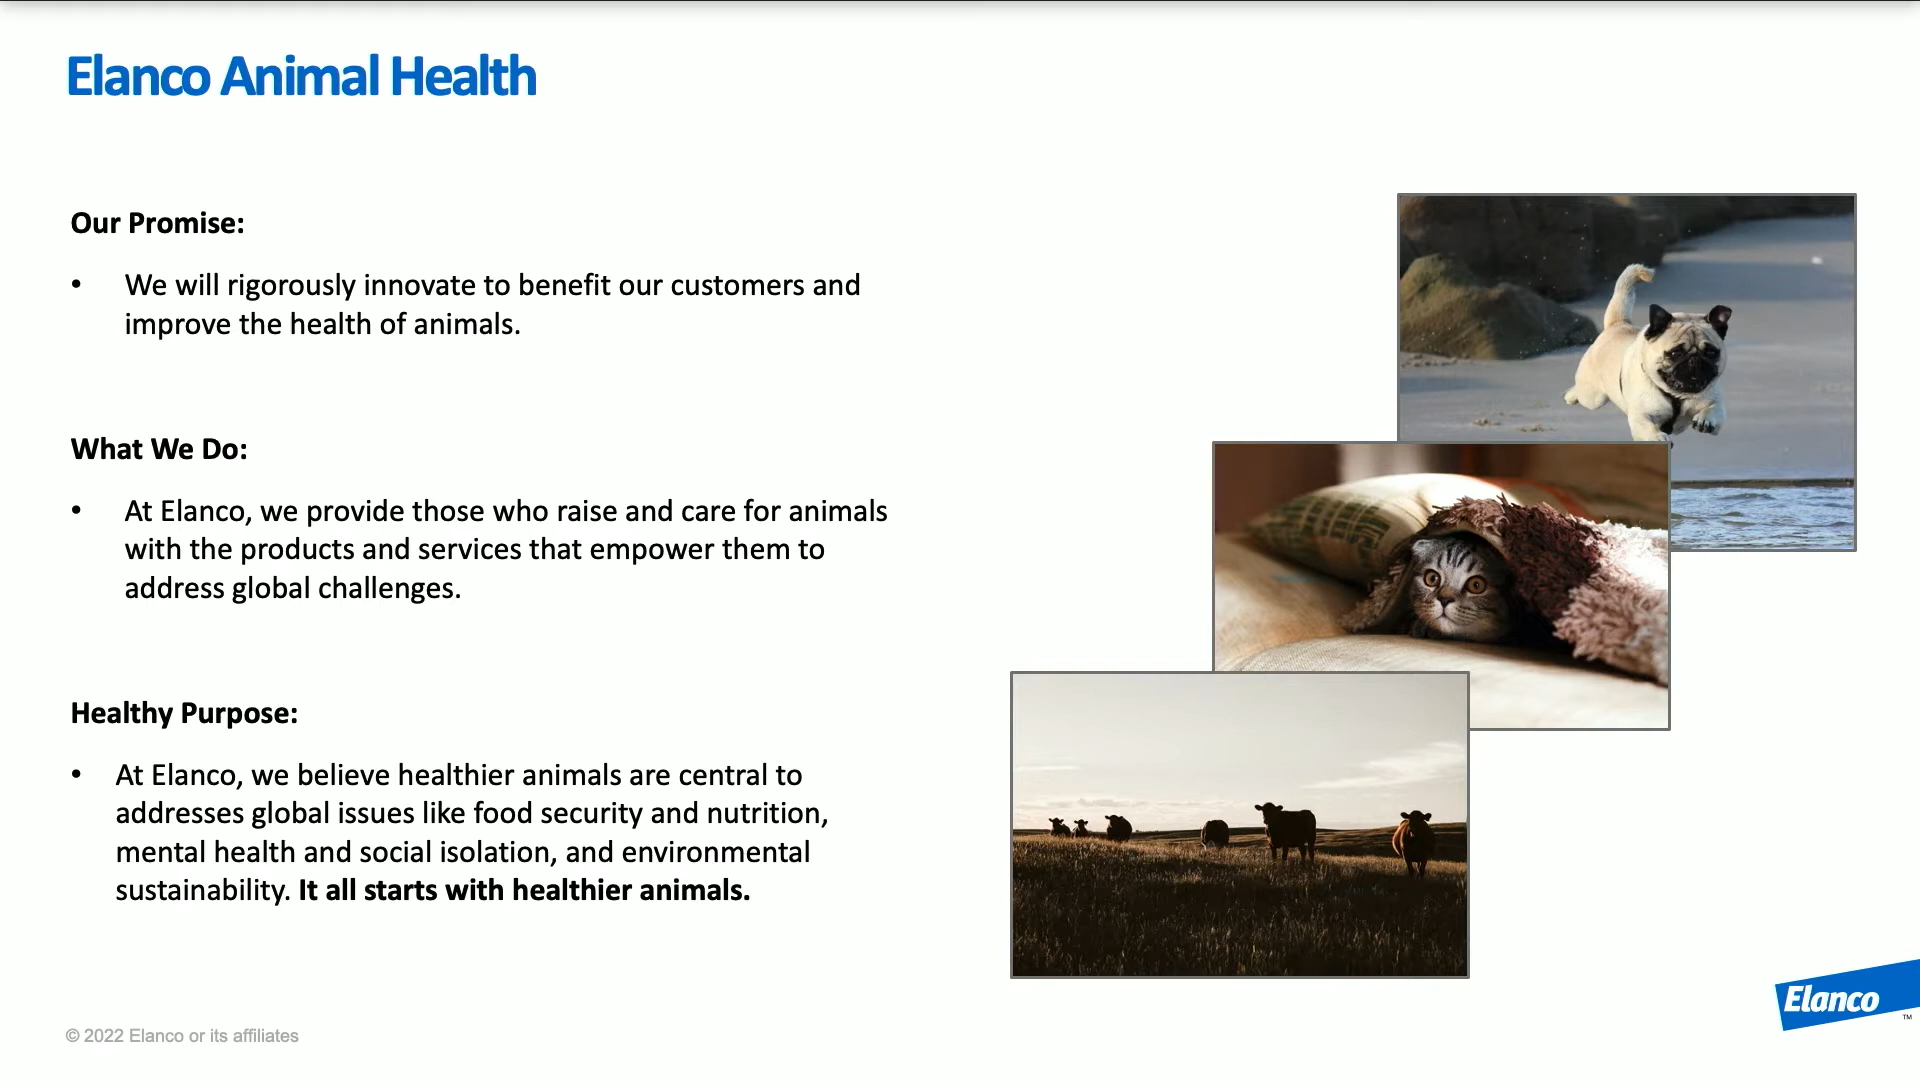 Elanco Animal Health
Our Promise:
• We will rigorously innovate to benefit our customers and
improve the health of animals.
What We Do:
• At Elanco, we provide those who raise and care for animals
with the products and services that empower them to
address global challenges.
Healthy Purpose:
• At Elanco, we believe healthier animals are central to
addresses global issues like food security and nutrition,
mental health and social isolation, and environmental
sustainability. It all starts with healthier animals.
Elanco
TM
© 2022 Elanco or its affiliates